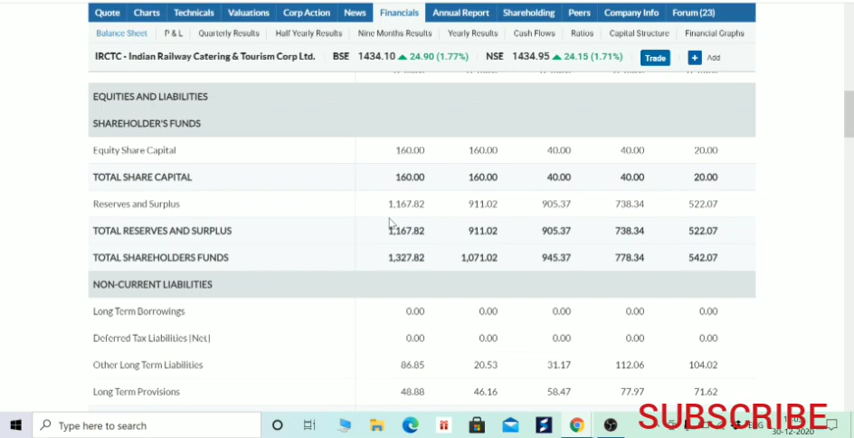 Quote Charts Technicals Valuations Corp Action News Financials Annual Report Shareholding Peers Company Info Forum (23)
Balance Sheet P & L Quarterly Results Half Yearly Results Nine Months Results Yearly Results Cash Flows Ratios Capital Structure Financial Graphs
IRCTC - Indian Railway Catering & Tourism Corp Ltd. BSE 1434.10 24.90 (1.77%) NSE 1434.95 24.15 (1.71%) Trade + Add
EQUITIES AND LIABILITIES
SHAREHOLDER'S FUNDS
Equity Share Capital 160.00 160.00 40.00 40.00 20.00
TOTAL SHARE CAPITAL 160.00 160.00 40.00 40.00 20.00
Reserves and Surplus 1,167.82 911.02 905.37 738.34 522.07
TOTAL RESERVES AND SURPLUS 1,167.82 911.02 905.37 738.34 522.07
TOTAL SHAREHOLDERS FUNDS 1,327.82 1,071.02 945.37 778.34 542.07
NON-CURRENT LIABILITIES
Long Term Borrowings 0.00 0.00 0.00 0.00 0.00
Deferred Tax Liabilities [Net] 0.00 0.00 0.00 0.00 0.00
Other Long Term Liabilities 86.85 20.53 31.17 112.06 104.02
Long Term Provisions 48.88 46.16 58.47 77.97 71.62
SUBSCRIBE
Type here to search ENG
30-12-2020